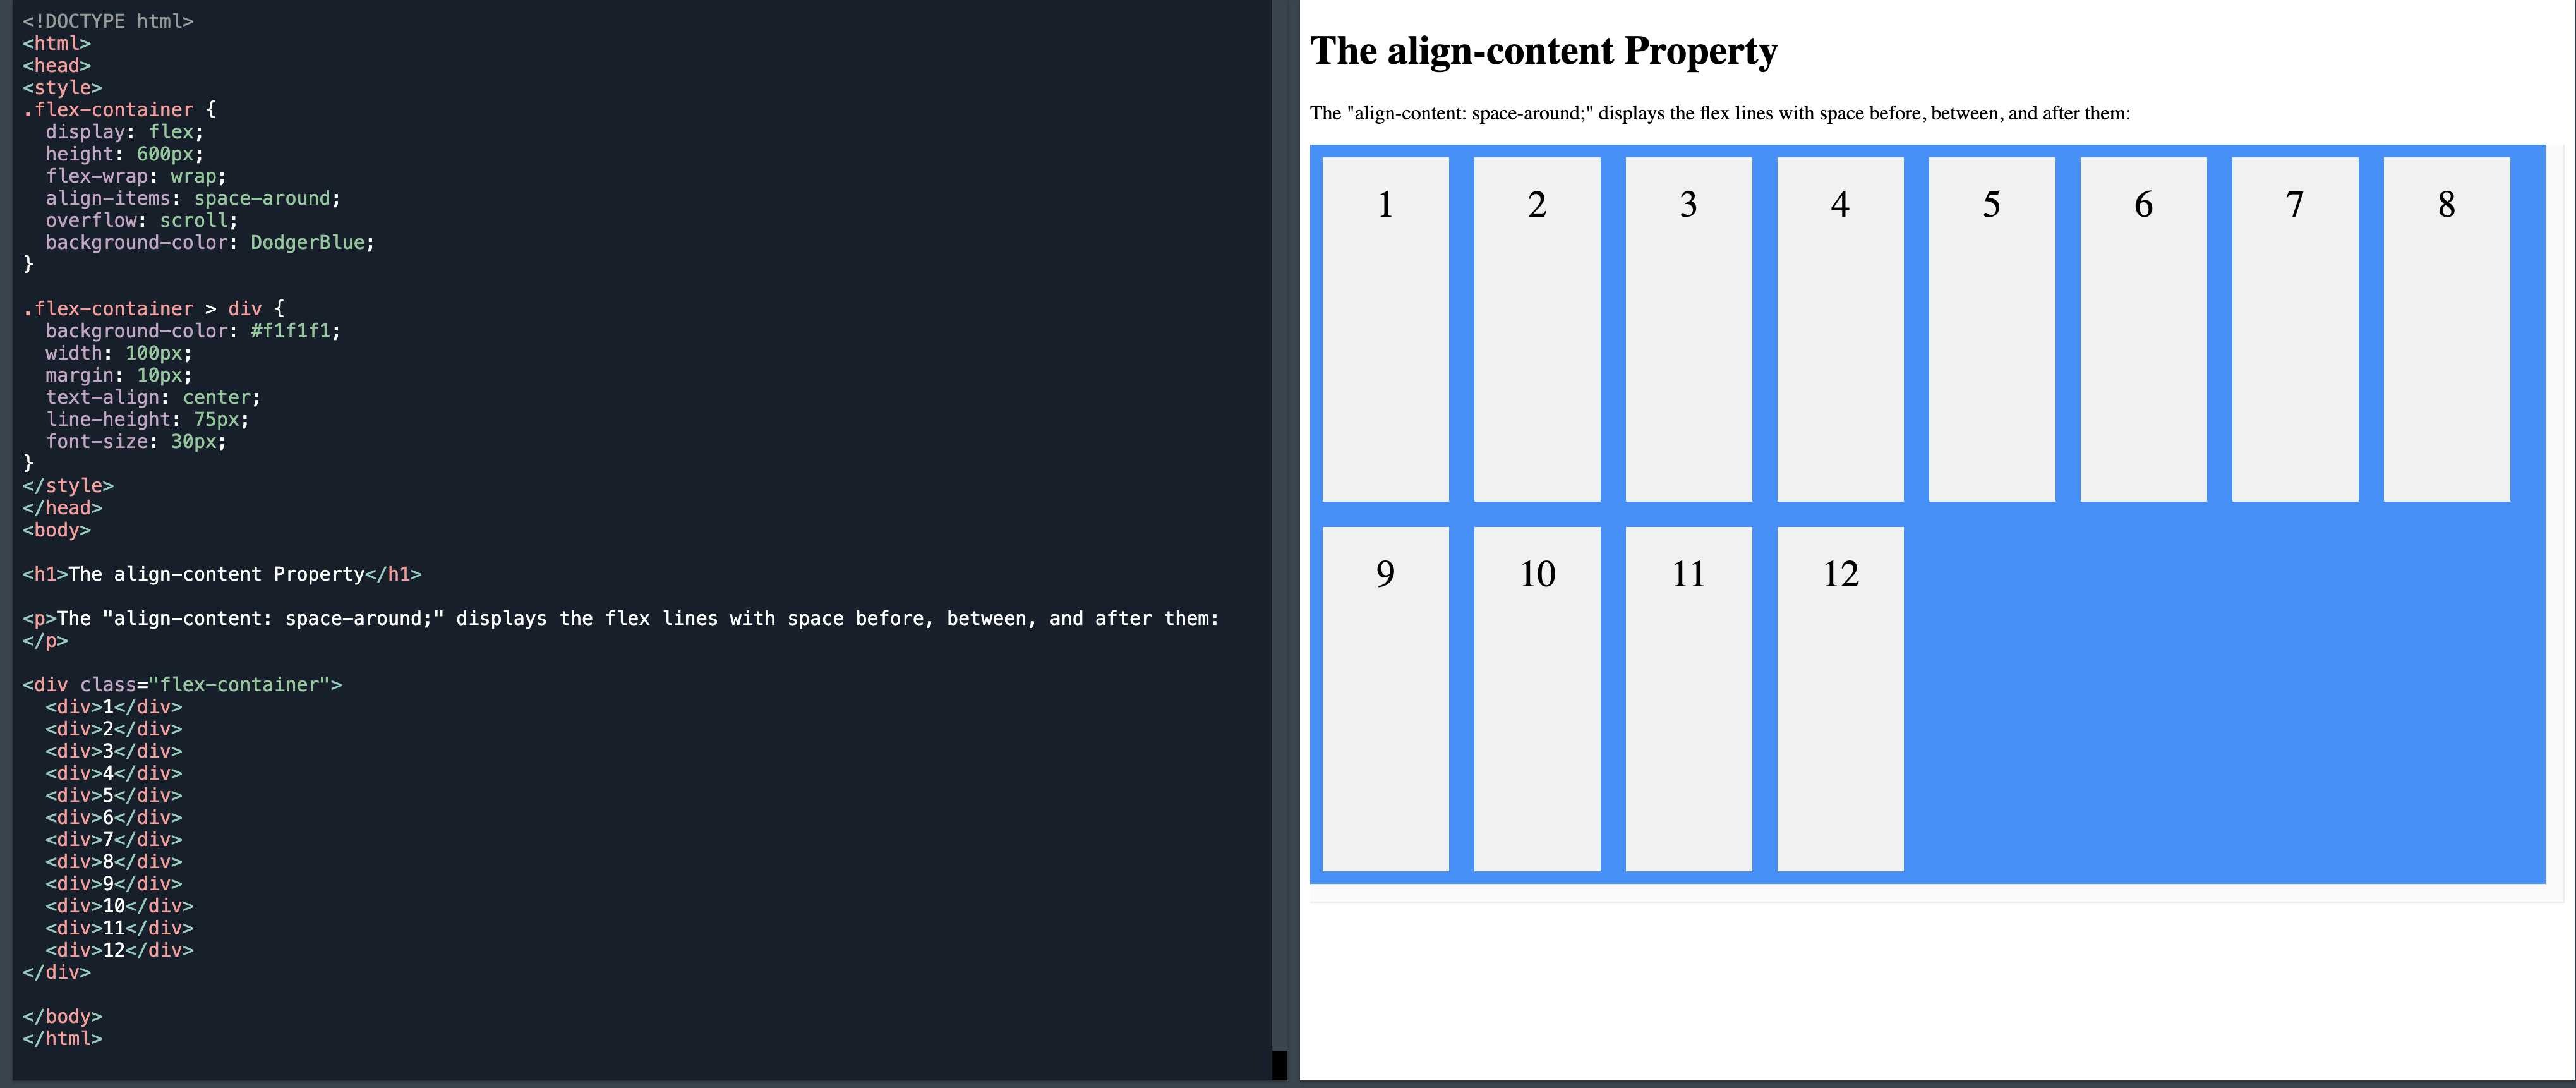 <!DOCTYPE html>
<html>
<head>
<style>
.flex-container {
  display: flex;
  height: 600px;
  flex-wrap: wrap;
  align-items: space-around;
  overflow: scroll;
  background-color: DodgerBlue;
}

.flex-container > div {
  background-color: #f1f1f1;
  width: 100px;
  margin: 10px;
  text-align: center;
  line-height: 75px;
  font-size: 30px;
}
</style>
</head>
<body>

<h1>The align-content Property</h1>

<p>The "align-content: space-around;" displays the flex lines with space before, between, and after them:
</p>

<div class="flex-container">
  <div>1</div>
  <div>2</div>
  <div>3</div>
  <div>4</div>
  <div>5</div>
  <div>6</div>
  <div>7</div>
  <div>8</div>
  <div>9</div>
  <div>10</div>
  <div>11</div>
  <div>12</div>
</div>

</body>
</html>
The align-content Property
The "align-content: space-around;" displays the flex lines with space before, between, and after them:
1 2 3 4 5 6 7 8
9 10 11 12